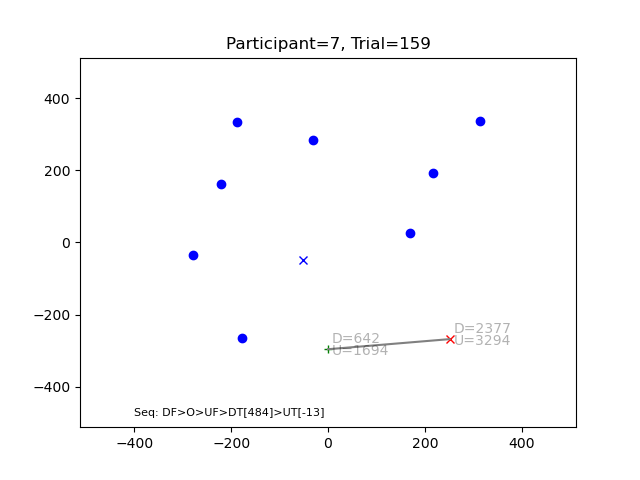 Participant=7, Trial=159
400
200
0
−200
−400
D=2377
U=3294
D=642
U=1694
Seq: DF>O>UF>DT[484]>UT[-13]
−400
−200
0
200
400